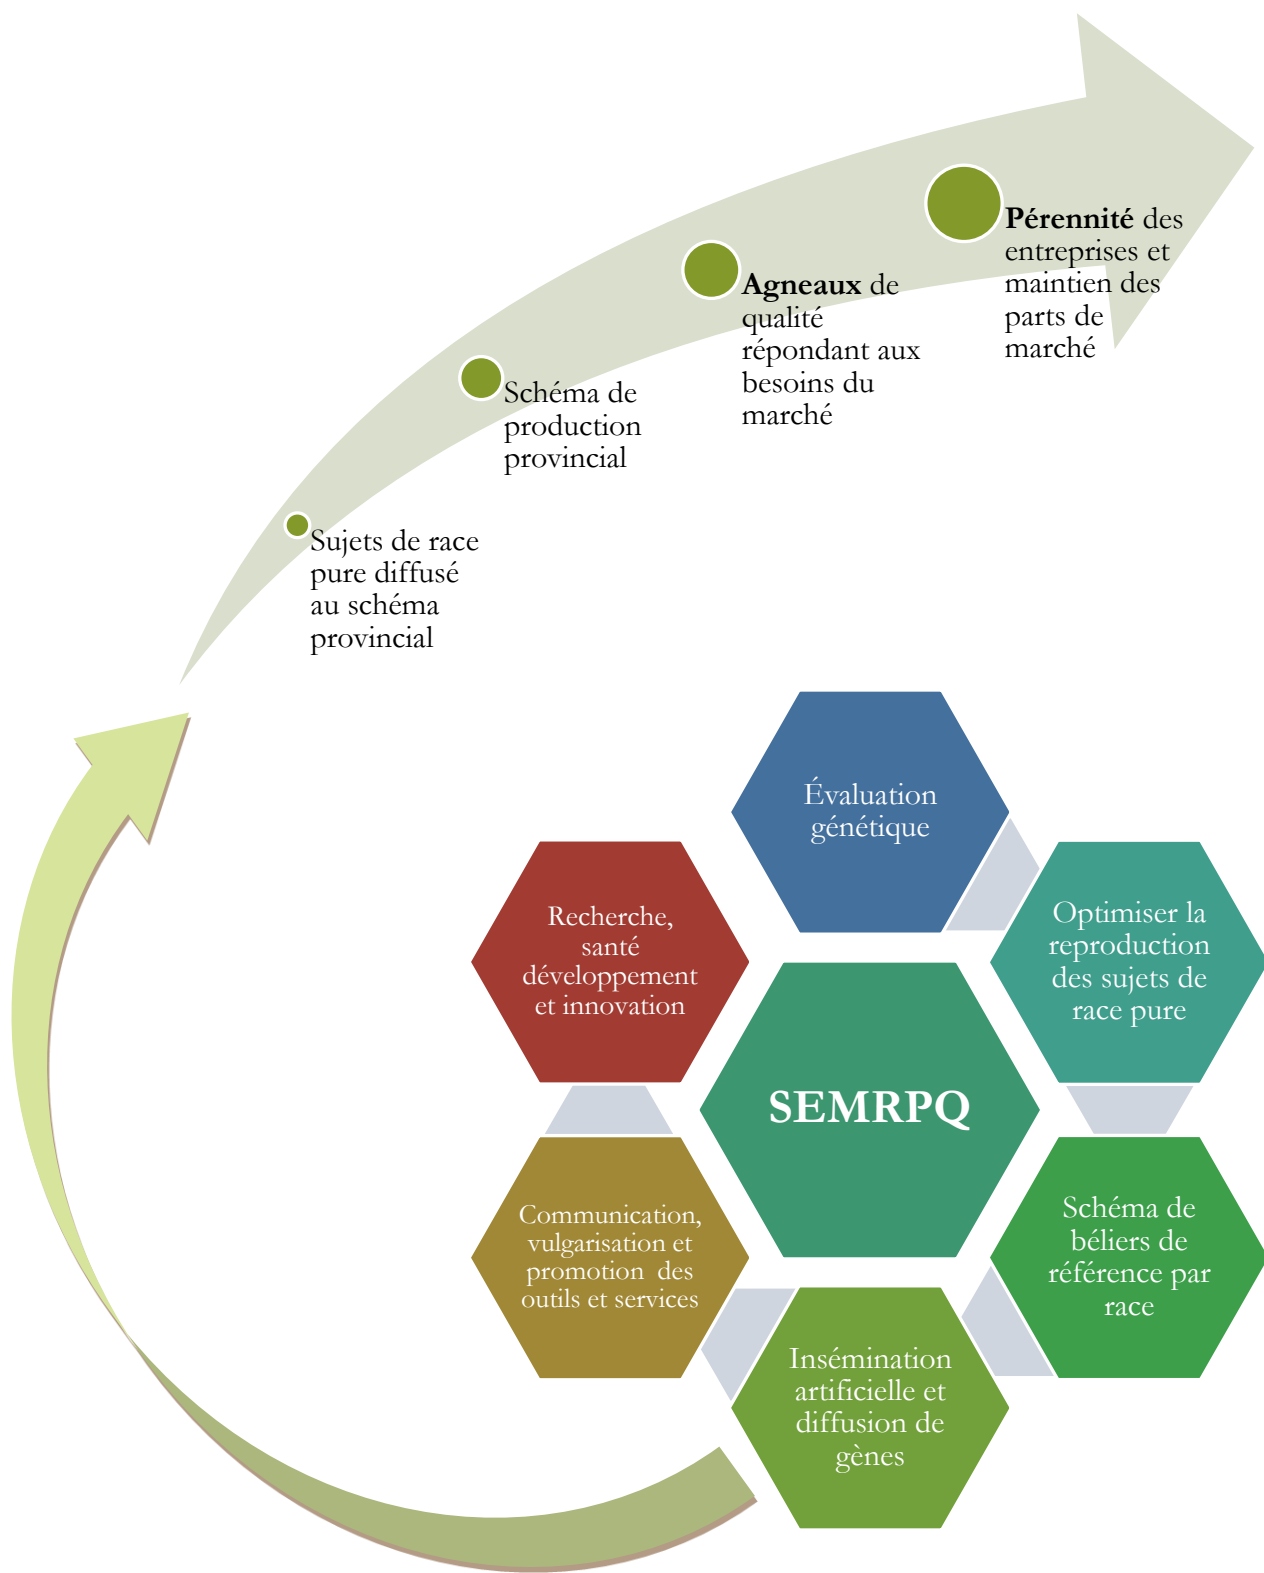 Pérennité des
entreprises et
maintien des
parts de
marché
Agneaux de
qualité
répondant aux
besoins du
marché
Schéma de
production
provincial
Sujets de race
pure diffusé
au schéma
provincial
Évaluation
génétique
Optimiser la
reproduction
des sujets de
race pure
Schéma de
béliers de
référence par
race
Insémination
artificielle et
diffusion de
gènes
Communication,
vulgarisation et
promotion des
outils et services
Recherche,
santé
développement
et innovation
SEMRPQ